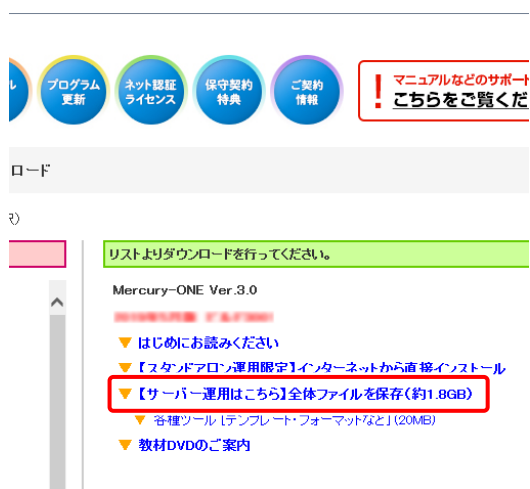 プログラム
更新
ネット認証
ライセンス
保守契約
特典
ご契約
情報
マニュアルなどのサポート
こちらをご覧くだ
ロード
リストよりダウンロードを行ってください。
Mercury-ONE Ver.3.0
▼ はじめにお読みください
▼【スタンドアロン運用限定】インターネットから直接インストール
▼【サーバー運用はこちら】全体ファイルを保存(約1.8GB)
▼ 各種ツール [テンプレート・フォーマットなど] (20MB)
▼ 教材DVDのご案内